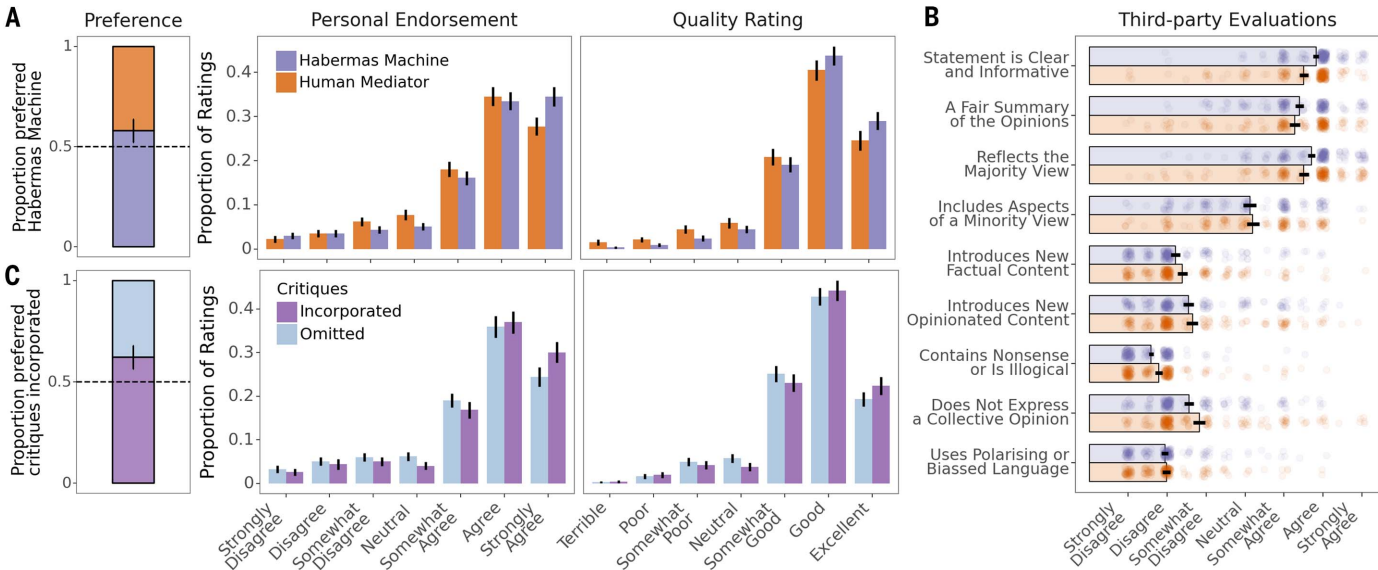 A
Preference
Personal Endorsement
Quality Rating
B
Third-party Evaluations
Proportion preferred
Habermas Machine
1
0.5
0
Proportion of Ratings
0.4
0.3
0.2
0.1
0
Habermas Machine
Human Mediator
Statement is Clear
and Informative
A Fair Summary
of the Opinions
Reflects the
Majority View
Includes Aspects
of a Minority View
Introduces New
Factual Content
Introduces New
Opinionated Content
Contains Nonsense
or Is Illogical
Does Not Express
a Collective Opinion
Uses Polarising or
Biassed Language
Strongly
Disagree
Disagree
Somewhat
Disagree
Neutral
Somewhat
Agree
Agree
Strongly
Agree
C
Proportion preferred
critiques incorporated
1
0.5
0
Proportion of Ratings
0.4
0.3
0.2
0.1
0
Critiques
Incorporated
Omitted
Strongly
Disagree
Disagree
Somewhat
Disagree
Neutral
Somewhat
Agree
Agree
Strongly
Agree
Terrible
Poor
Somewhat
Poor
Neutral
Somewhat
Good
Good
Excellent